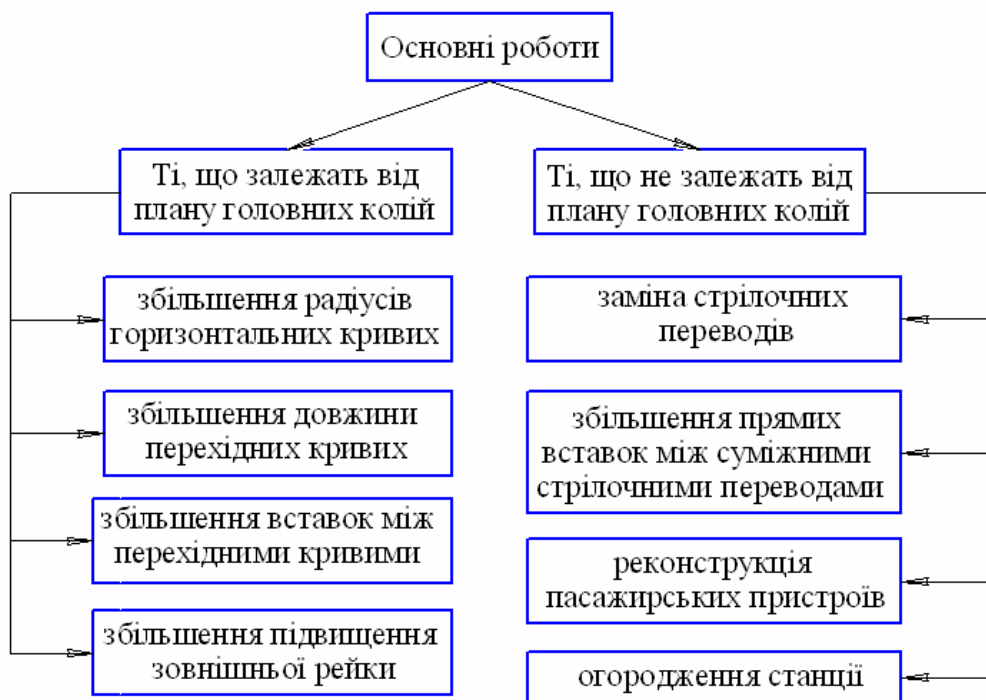 Основні роботи
Ті, що залежать від
плану головних колій
збільшення радіусів
горизонтальних кривих
збільшення довжини
перехідних кривих
збільшення вставок між
перехідними кривими
збільшення підвищення
зовнішньої рейки
Ті, що не залежать від
плану головних колій
заміна стрілочних
переводів
збільшення прямих
вставок між суміжними
стрілочними переводами
реконструкція
пасажирських пристроїв
огородження станції